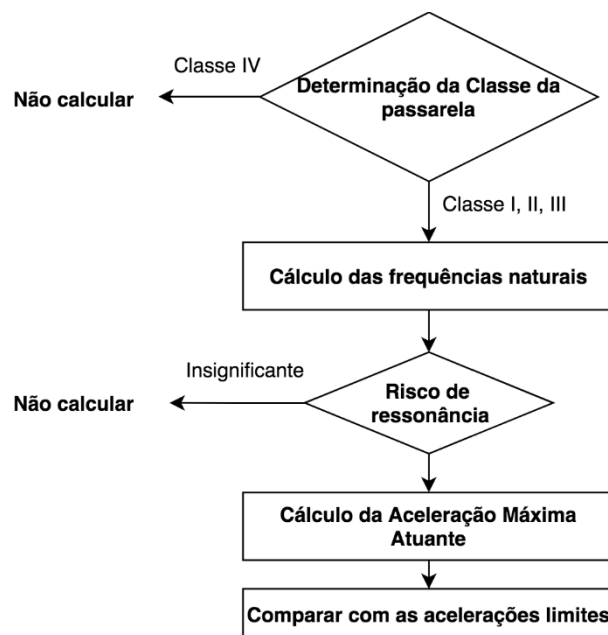 Classe IV
Determinação da Classe da
passarela
Não calcular
Classe I, II, III
Cálculo das frequências naturais
Insignificante
Risco de
ressonância
Não calcular
Cálculo da Aceleração Máxima
Atuante
Comparar com as acelerações limites